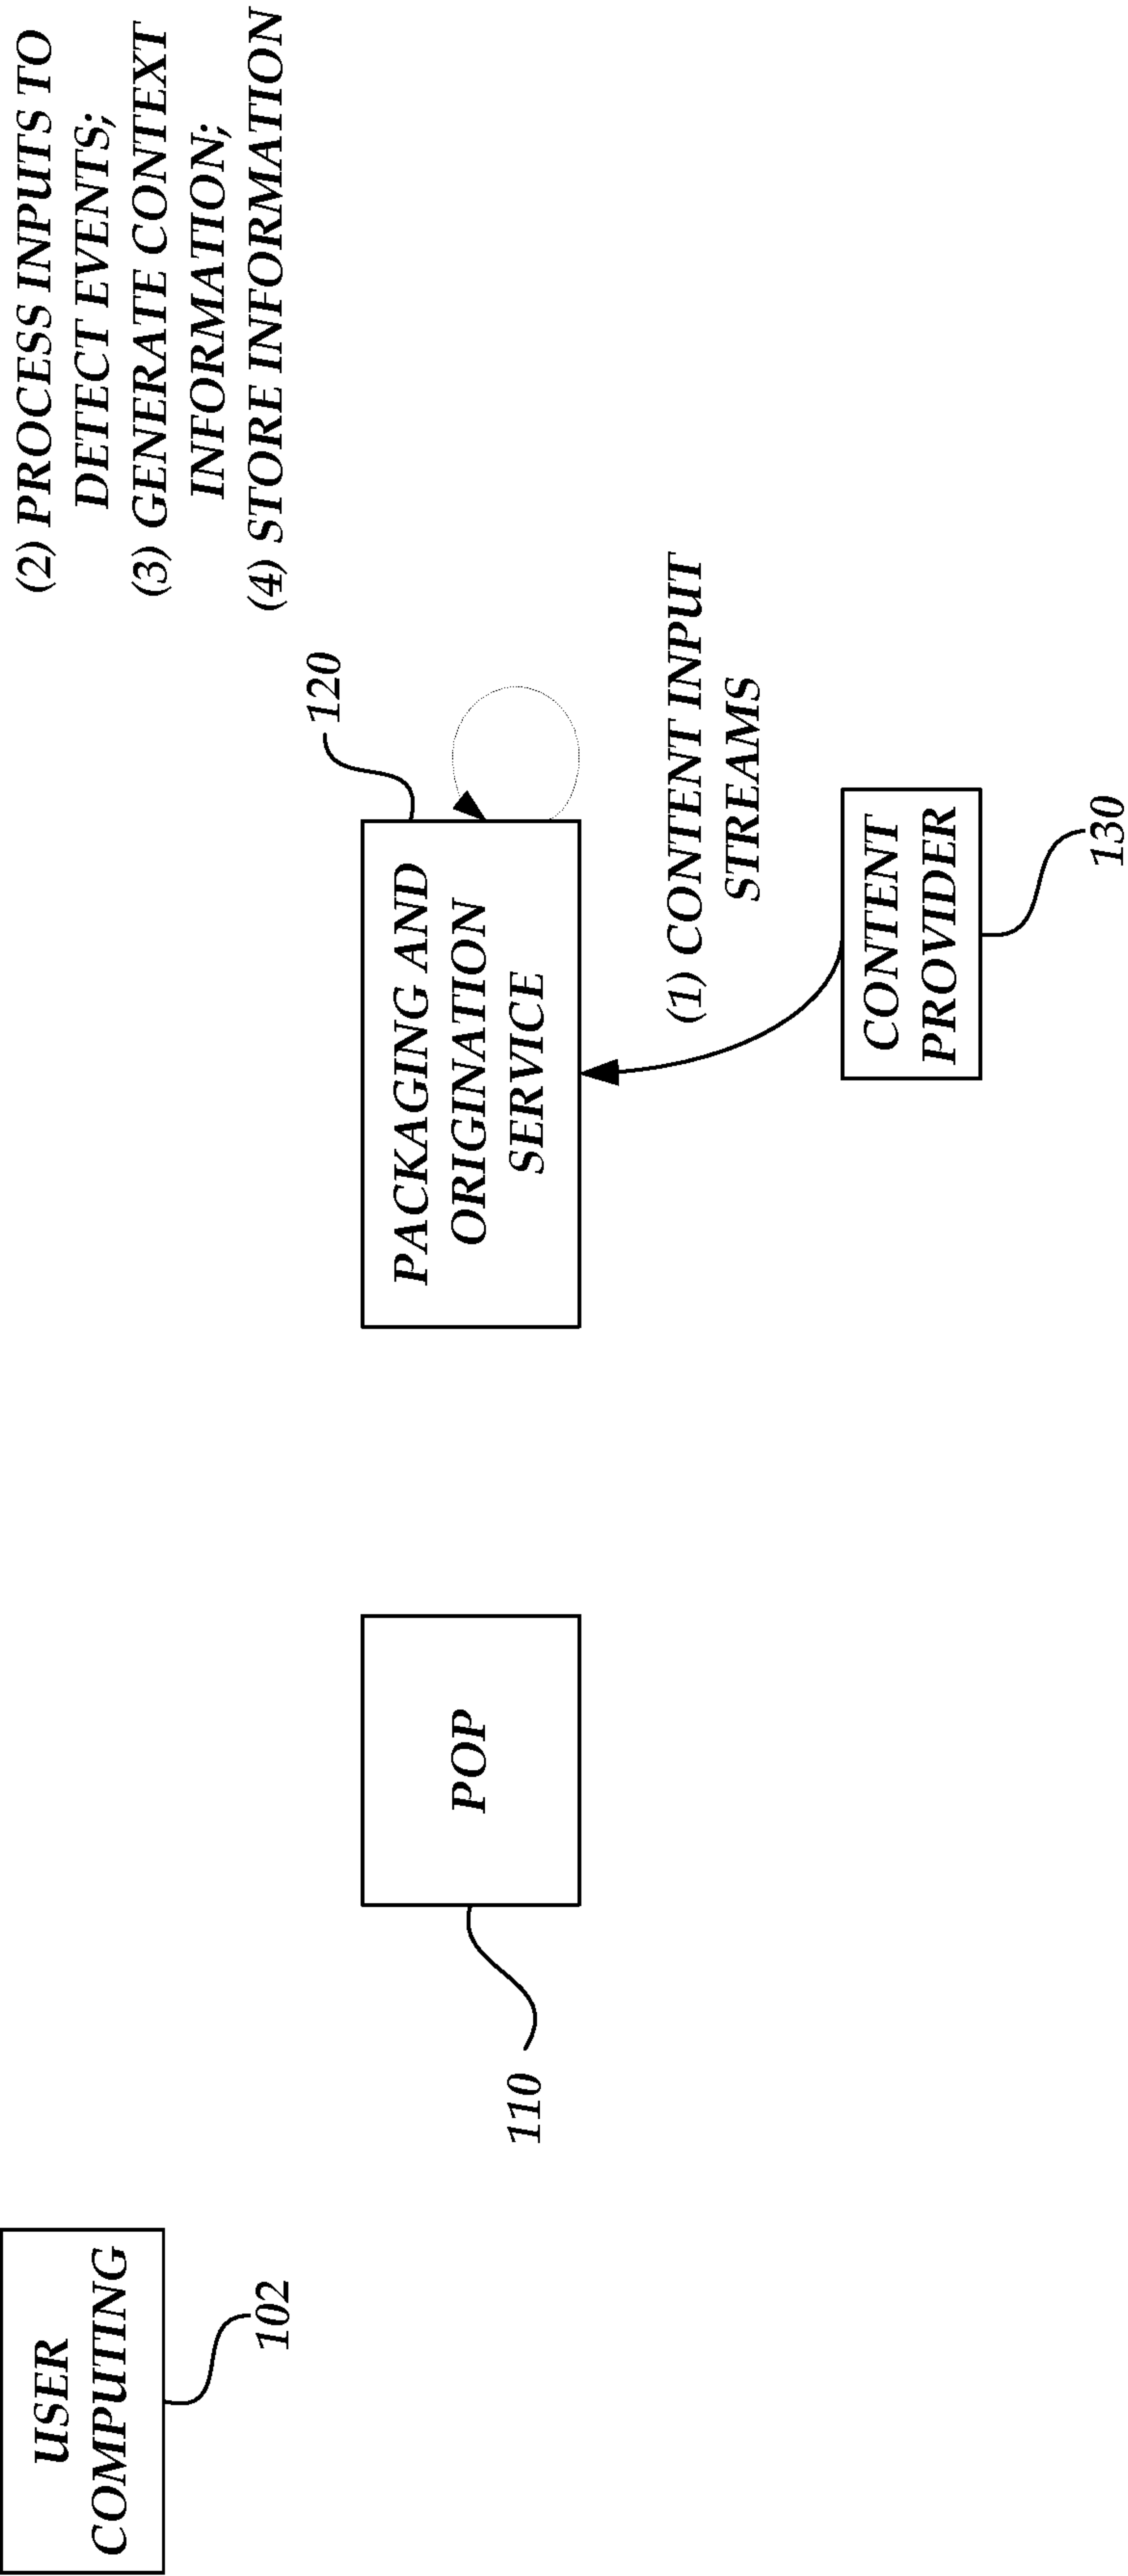 (2) PROCESS INPUTS TO
DETECT EVENTS;
(3) GENERATE CONTEXT
INFORMATION;
(4) STORE INFORMATION
USER
COMPUTING
102
POP
110
PACKAGING AND
ORIGINATION
SERVICE
120
(1) CONTENT INPUT
STREAMS
CONTENT
PROVIDER
130